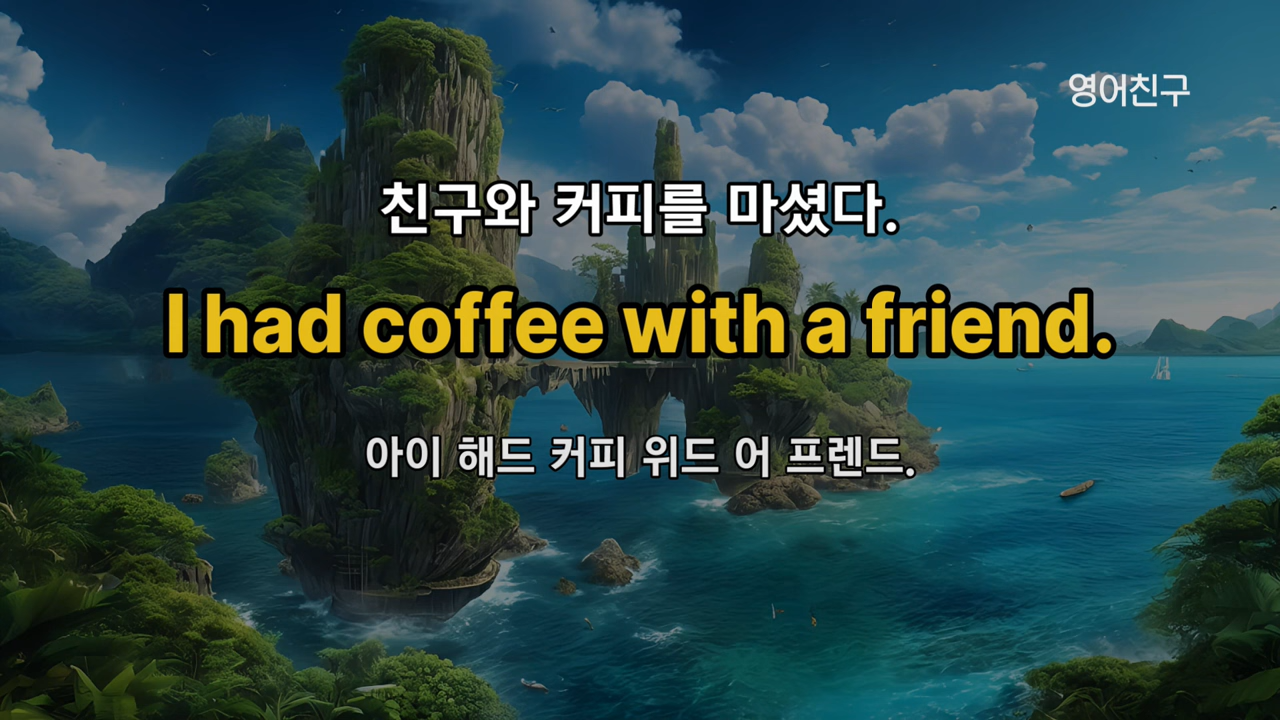 영어친구
친구와 커피를 마셨다.
I had coffee with a friend.
아이 해드 커피 위드 어 프렌드.